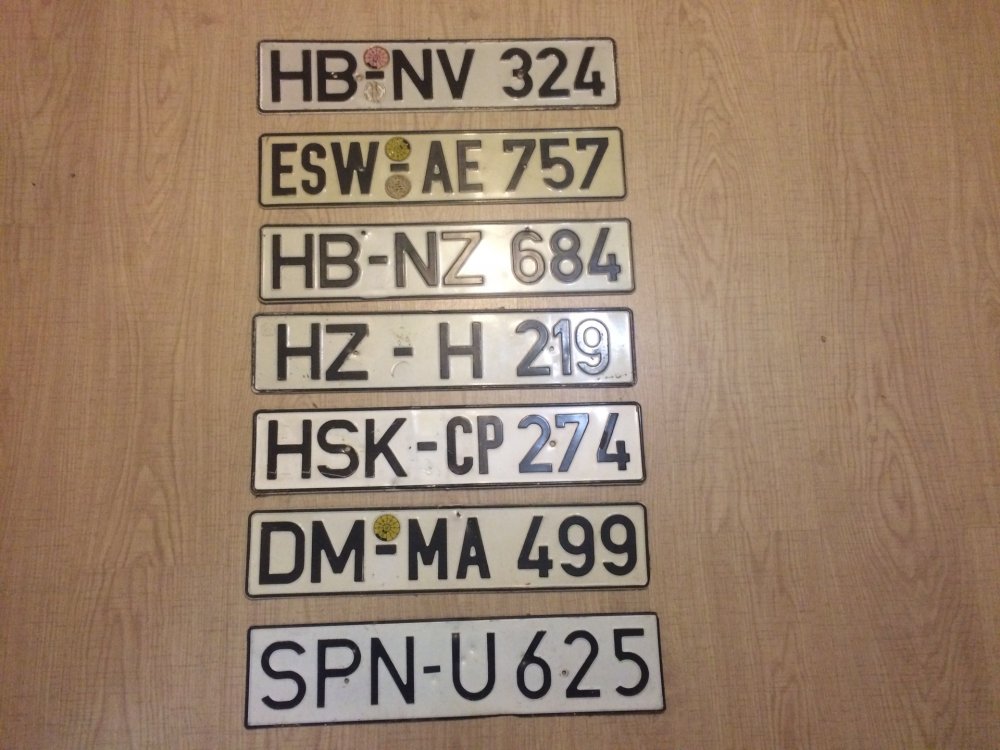 HB-NV 324
ESW-AE 757
HB-NZ 684
HZ - H 219
HSK-CP 274
DM-MA 499
SPN-U 625